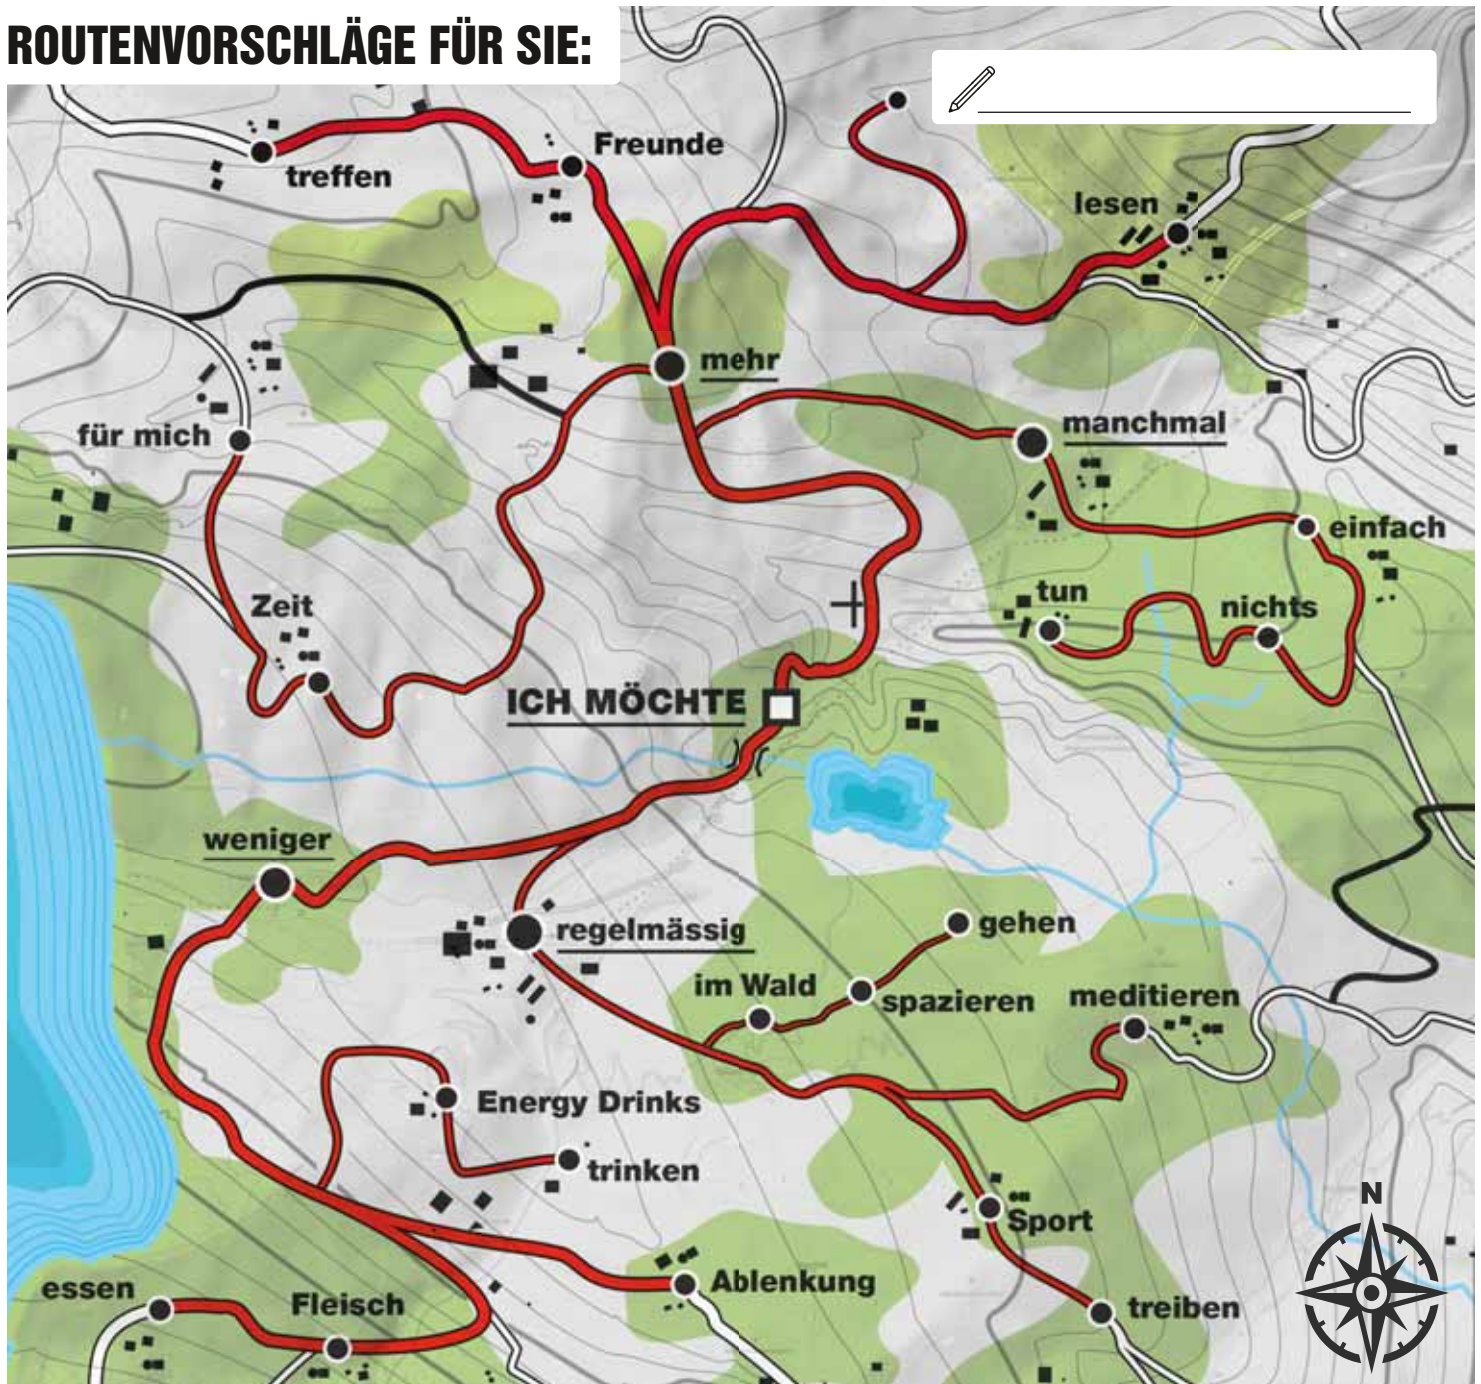 ROUTENVORSCHLÄGE FÜR SIE:
Freunde
treffen
lesen
mehr
manchmal
für mich
einfach
Zeit
tun
nichts
ICH MÖCHTE
weniger
regelmässig
gehen
im Wald
spazieren
meditieren
Energy Drinks
trinken
N
Sport
essen
Fleisch
Ablenkung
treiben